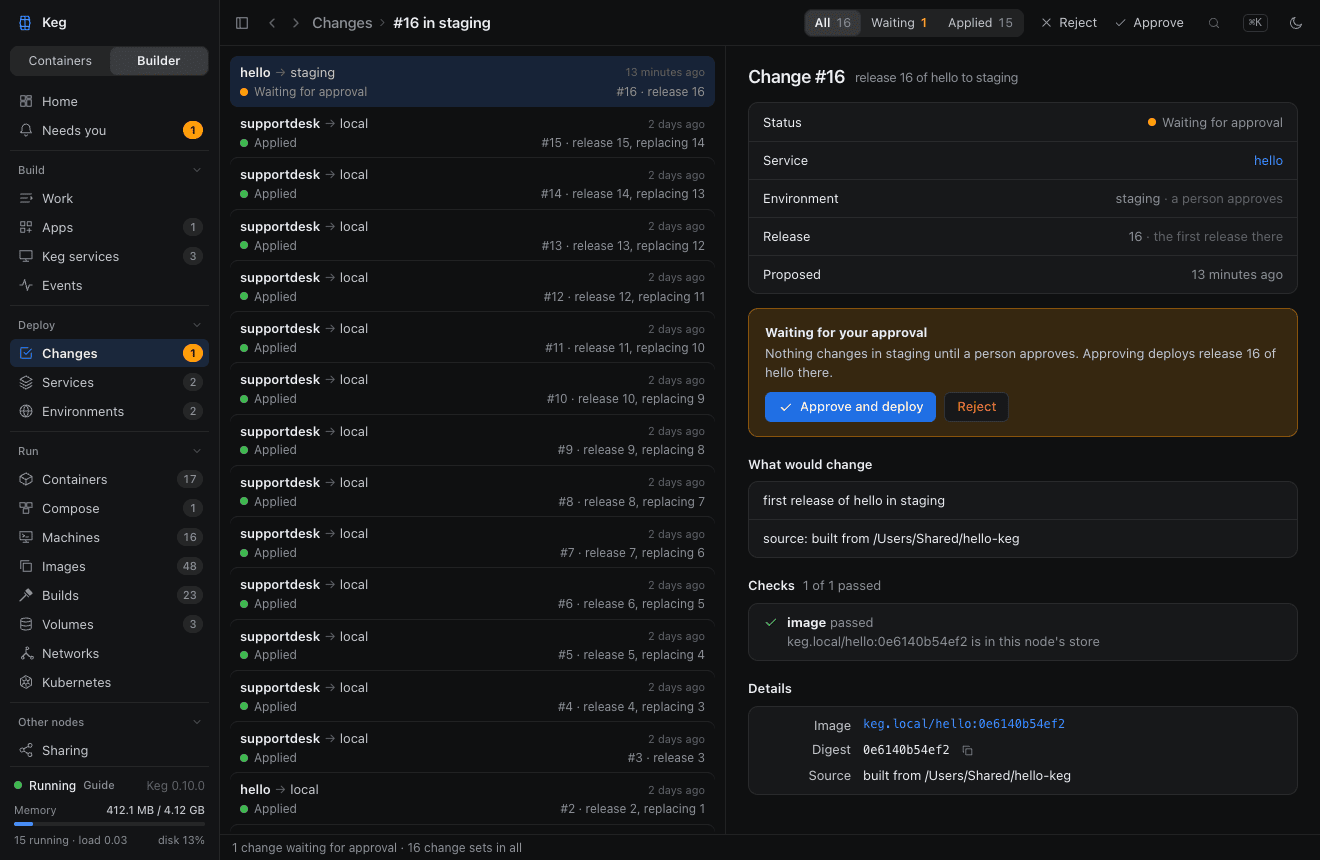 Keg
Containers Builder
Home
Needs you 1
Build
Work
Apps 1
Keg services 3
Events
Deploy
Changes 1
Services 2
Environments 2
Run
Containers 17
Compose 1
Machines 16
Images 48
Builds 23
Volumes 3
Networks
Kubernetes
Other nodes
Sharing
Running Guide Keg 0.10.0
Memory 412.1 MB / 4.12 GB
15 running · load 0.03 disk 13%
Changes › #16 in staging
All 16 Waiting 1 Applied 15
Reject Approve ⌘K
hello → staging 13 minutes ago
Waiting for approval #16 · release 16
supportdesk → local 2 days ago
Applied #15 · release 15, replacing 14
supportdesk → local 2 days ago
Applied #14 · release 14, replacing 13
supportdesk → local 2 days ago
Applied #13 · release 13, replacing 12
supportdesk → local 2 days ago
Applied #12 · release 12, replacing 11
supportdesk → local 2 days ago
Applied #11 · release 11, replacing 10
supportdesk → local 2 days ago
Applied #10 · release 10, replacing 9
supportdesk → local 2 days ago
Applied #9 · release 9, replacing 8
supportdesk → local 2 days ago
Applied #8 · release 8, replacing 7
supportdesk → local 2 days ago
Applied #7 · release 7, replacing 6
supportdesk → local 2 days ago
Applied #6 · release 6, replacing 5
supportdesk → local 2 days ago
Applied #5 · release 5, replacing 4
supportdesk → local 2 days ago
Applied #4 · release 4, replacing 3
supportdesk → local 2 days ago
Applied #3 · release 3
hello → local 2 days ago
Applied #2 · release 2, replacing 1
Change #16 release 16 of hello to staging
Status Waiting for approval
Service hello
Environment staging · a person approves
Release 16 · the first release there
Proposed 13 minutes ago
Waiting for your approval
Nothing changes in staging until a person approves. Approving deploys release 16 of
hello there.
Approve and deploy Reject
What would change
first release of hello in staging
source: built from /Users/Shared/hello-keg
Checks 1 of 1 passed
image passed
keg.local/hello:0e6140b54ef2 is in this node's store
Details
Image keg.local/hello:0e6140b54ef2
Digest 0e6140b54ef2
Source built from /Users/Shared/hello-keg
1 change waiting for approval · 16 change sets in all